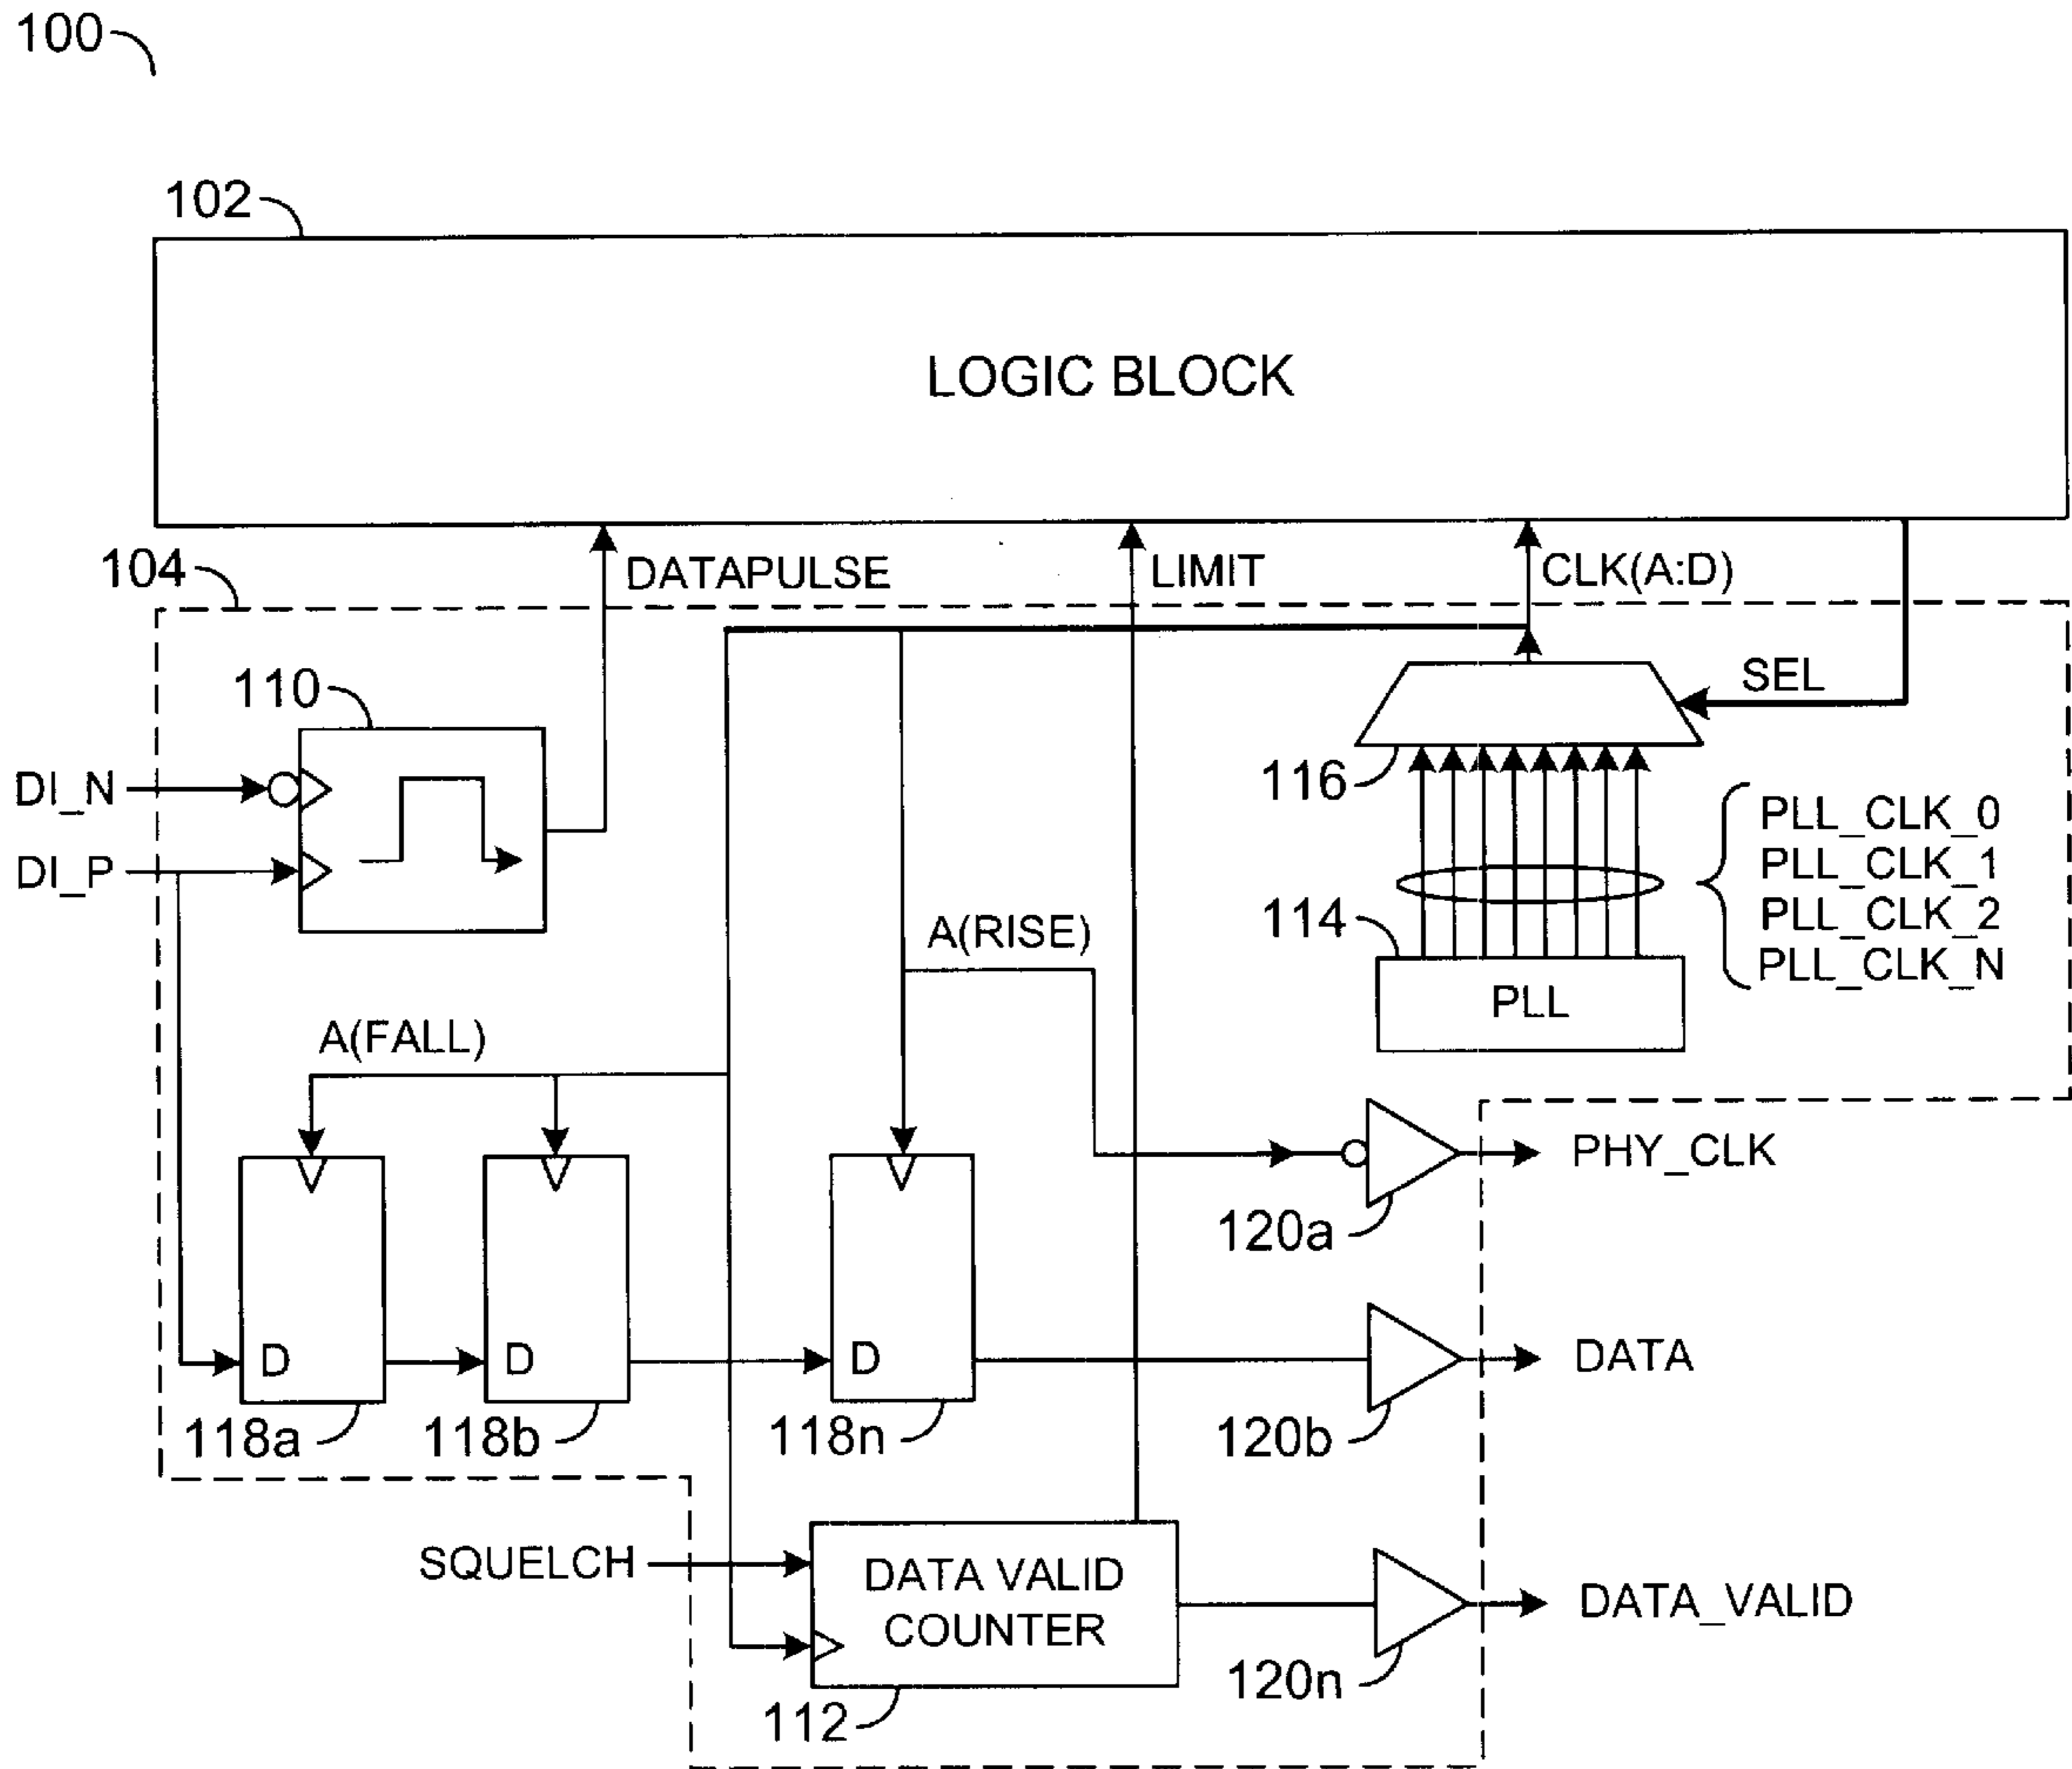 100
102
LOGIC BLOCK
104
DATAPULSE
LIMIT
CLK(A:D)
110
SEL
DI_N
116
PLL_CLK_0
DI_P
PLL_CLK_1
PLL_CLK_2
PLL_CLK_N
114
A(RISE)
PLL
A(FALL)
PHY_CLK
120a
D
D
D
DATA
118a
118b
118n
120b
SQUELCH
DATA VALID
COUNTER
DATA_VALID
120n
112